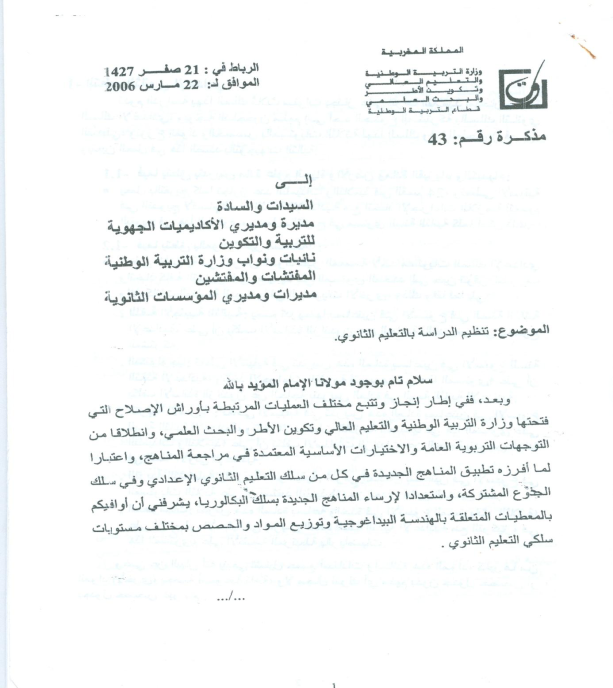 المملكة المغربية
وزارة التربية الوطنية
والتعليم العالي
وتكوين الأطر
والبحث العلمي
قطاع التربية الوطنية
الرباط في : 21 صفر 1427
الموافق لـ: 22 مارس 2006
مذكرة رقم: 43
إلى
السيدات والسادة
مديرة ومديري الأكاديميات الجهوية
للتربية والتكوين
نائبات ونواب وزارة التربية الوطنية
المفتشات والمفتشين
مديرات ومديري المؤسسات الثانوية
الموضوع: تنظيم الدراسة بالتعليم الثانوي.
سلام تام بوجود مولانا الإمام المؤيد بالله
وبعد، ففي إطار إنجاز وتتبع مختلف العمليات المرتبطة بأوراش الإصلاح التي
فتحتها وزارة التربية الوطنية والتعليم العالي وتكوين الأطر والبحث العلمي، وانطلاقا من
التوجهات التربوية العامة والاختيارات الأساسية المعتمدة في مراجعة المناهج، واعتبارا
لما أفرزه تطبيق المناهج الجديدة في كل من سلك التعليم الثانوي الإعدادي وفي سلك
الجذوع المشتركة، واستعدادا لإرساء المناهج الجديدة بسلك البكالوريا، يشرفني أن أوافيكم
بالمعطيات المتعلقة بالهندسة البيداغوجية وتوزيع المواد والحصص بمختلف مستويات
سلكي التعليم الثانوي .
.../...
1